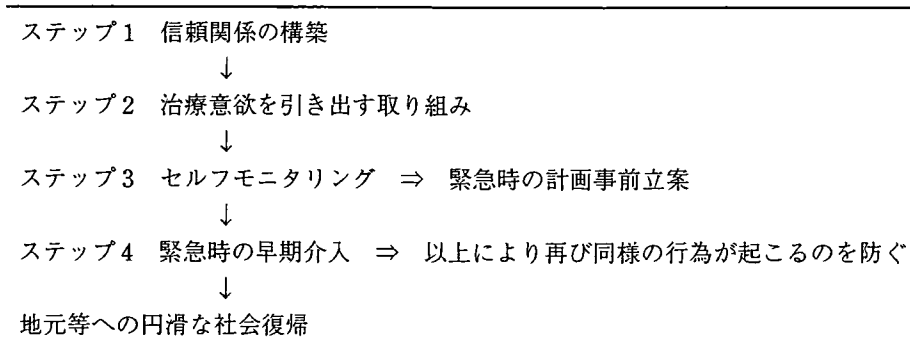 ステップ1 信頼関係の構築
↓
ステップ2 治療意欲を引き出す取り組み
↓
ステップ3 セルフモニタリング ⇒ 緊急時の計画事前立案
↓
ステップ4 緊急時の早期介入 ⇒ 以上により再び同様の行為が起こるのを防ぐ
↓
地元等への円滑な社会復帰